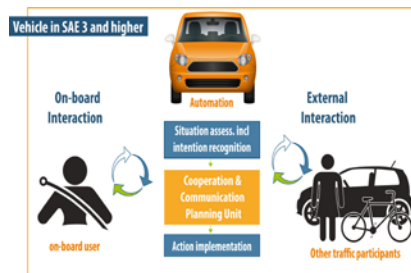 Vehicle in SAE 3 and higher
Automation
On-board
Interaction
External
Interaction
Situation assess. incl
intention recognition
Cooperation &
Communication
Planning Unit
Action implementation
on-board user
Other traffic participants